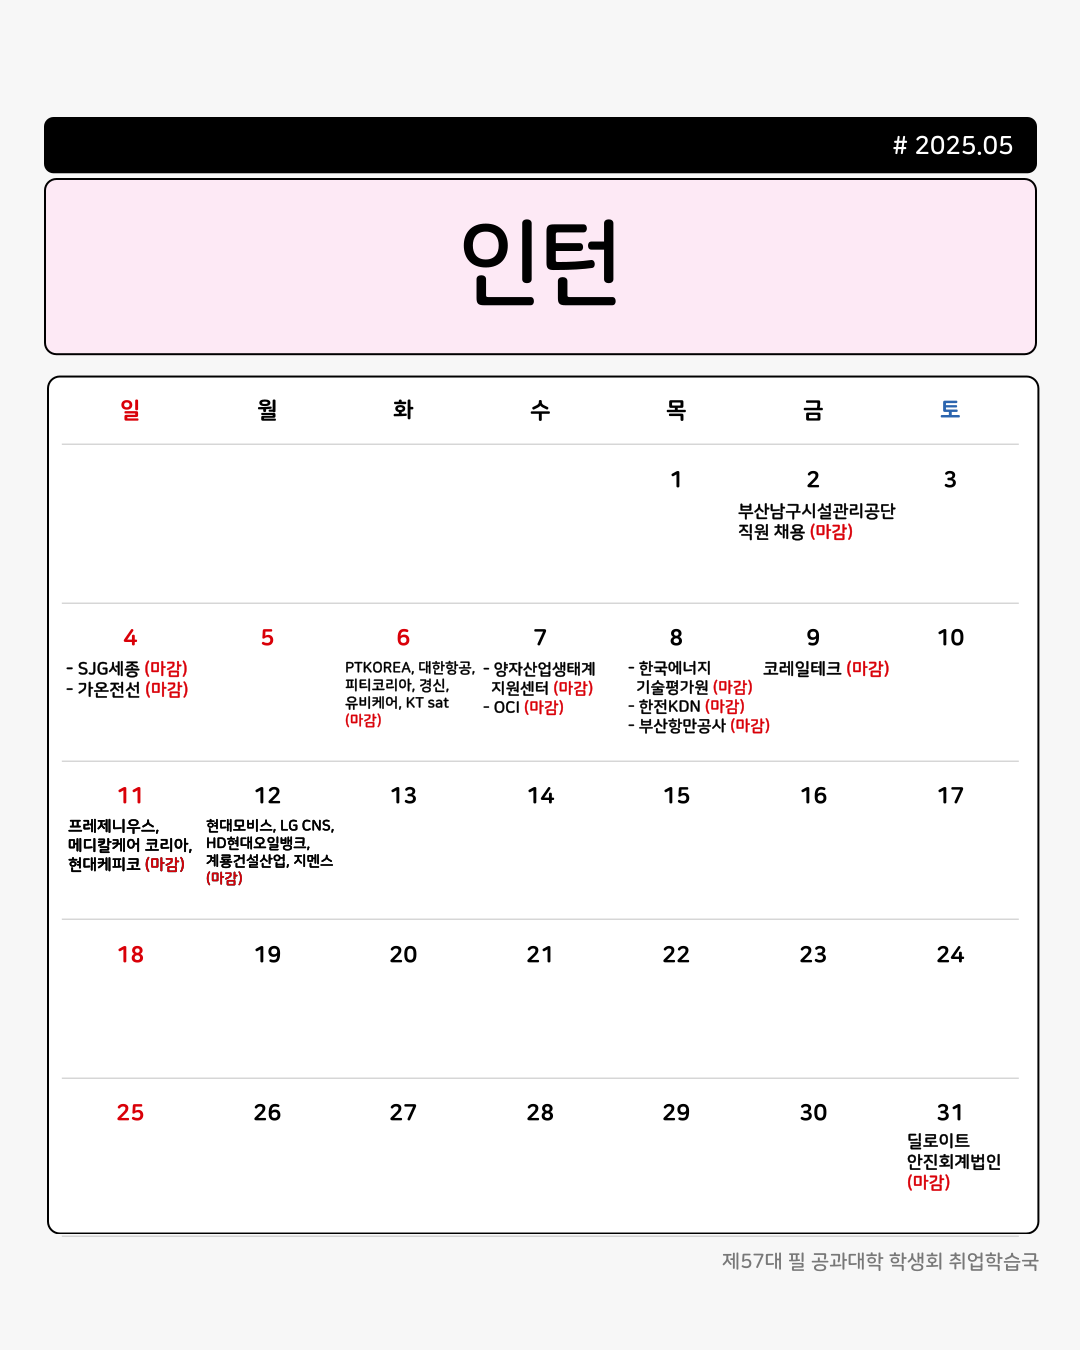 # 2025.05
인턴
일 월 화 수 목 금 토
1 2 3
부산남구시설관리공단
직원 채용 (마감)
4 5 6 7 8 9 10
- SJG세종 (마감)
- 가온전선 (마감)
PTKOREA, 대한항공,
피티코리아, 경신,
유비케어, KT sat
(마감)
- 양자산업생태계
지원센터 (마감)
- OCI (마감)
- 한국에너지
기술평가원 (마감)
- 한전KDN (마감)
- 부산항만공사 (마감)
코레일테크 (마감)
11 12 13 14 15 16 17
프레제니우스,
메디칼케어 코리아,
현대케피코 (마감)
현대모비스, LG CNS,
HD현대오일뱅크,
계룡건설산업, 지멘스
(마감)
18 19 20 21 22 23 24
25 26 27 28 29 30 31
딜로이트
안진회계법인
(마감)
제57대 필 공과대학 학생회 취업학습국